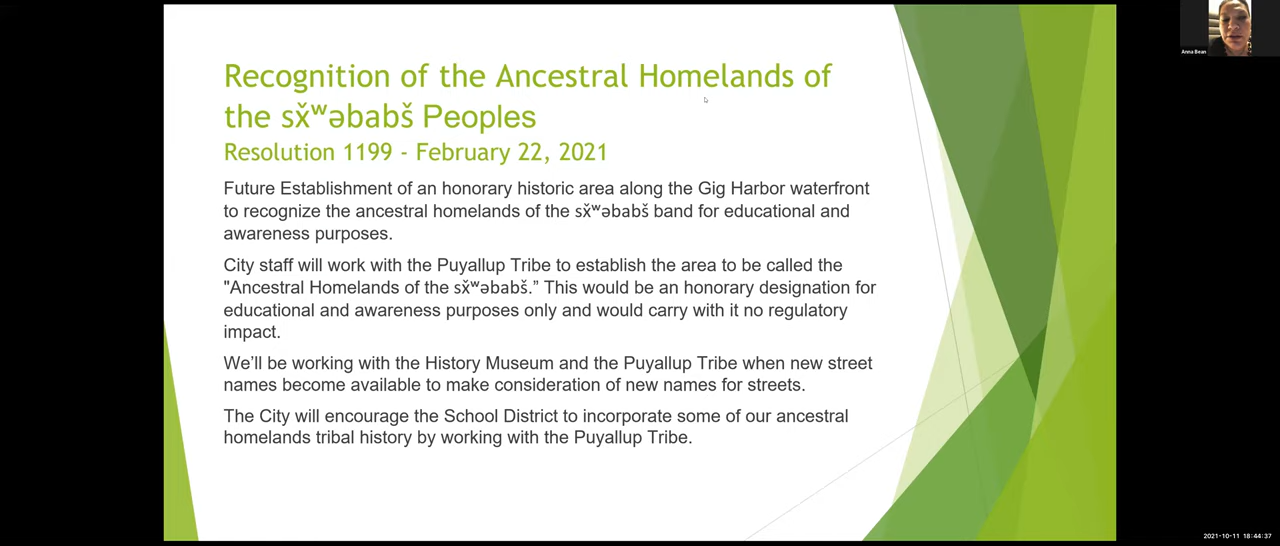 Recognition of the Ancestral Homelands of
the sx̌ʷəbabš Peoples
Resolution 1199 - February 22, 2021
Future Establishment of an honorary historic area along the Gig Harbor waterfront
to recognize the ancestral homelands of the sx̌ʷəbabš band for educational and
awareness purposes.
City staff will work with the Puyallup Tribe to establish the area to be called the
"Ancestral Homelands of the sx̌ʷəbabš.” This would be an honorary designation for
educational and awareness purposes only and would carry with it no regulatory
impact.
We’ll be working with the History Museum and the Puyallup Tribe when new street
names become available to make consideration of new names for streets.
The City will encourage the School District to incorporate some of our ancestral
homelands tribal history by working with the Puyallup Tribe.
Anna Bean
2021-10-11 18:44:37